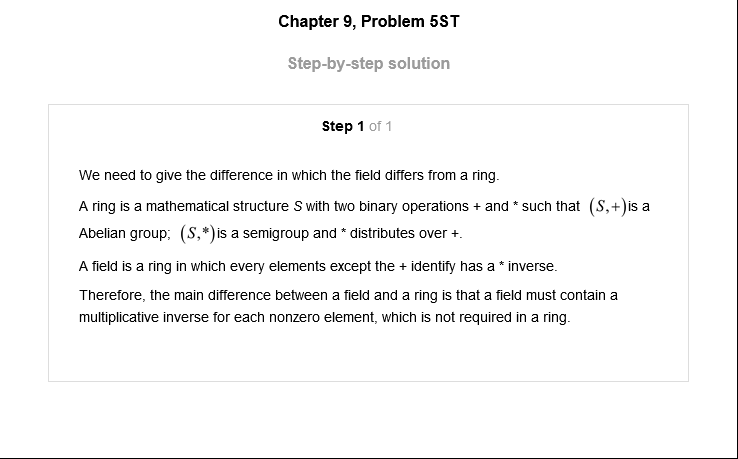 Chapter 9, Problem 5ST
Step-by-step solution
Step 1 of 1
We need to give the difference in which the field differs from a ring.
A ring is a mathematical structure S with two binary operations + and * such that (S,+)is a
Abelian group; (S,*)is a semigroup and * distributes over +.
A field is a ring in which every elements except the + identify has a * inverse.
Therefore, the main difference between a field and a ring is that a field must contain a
multiplicative inverse for each nonzero element, which is not required in a ring.